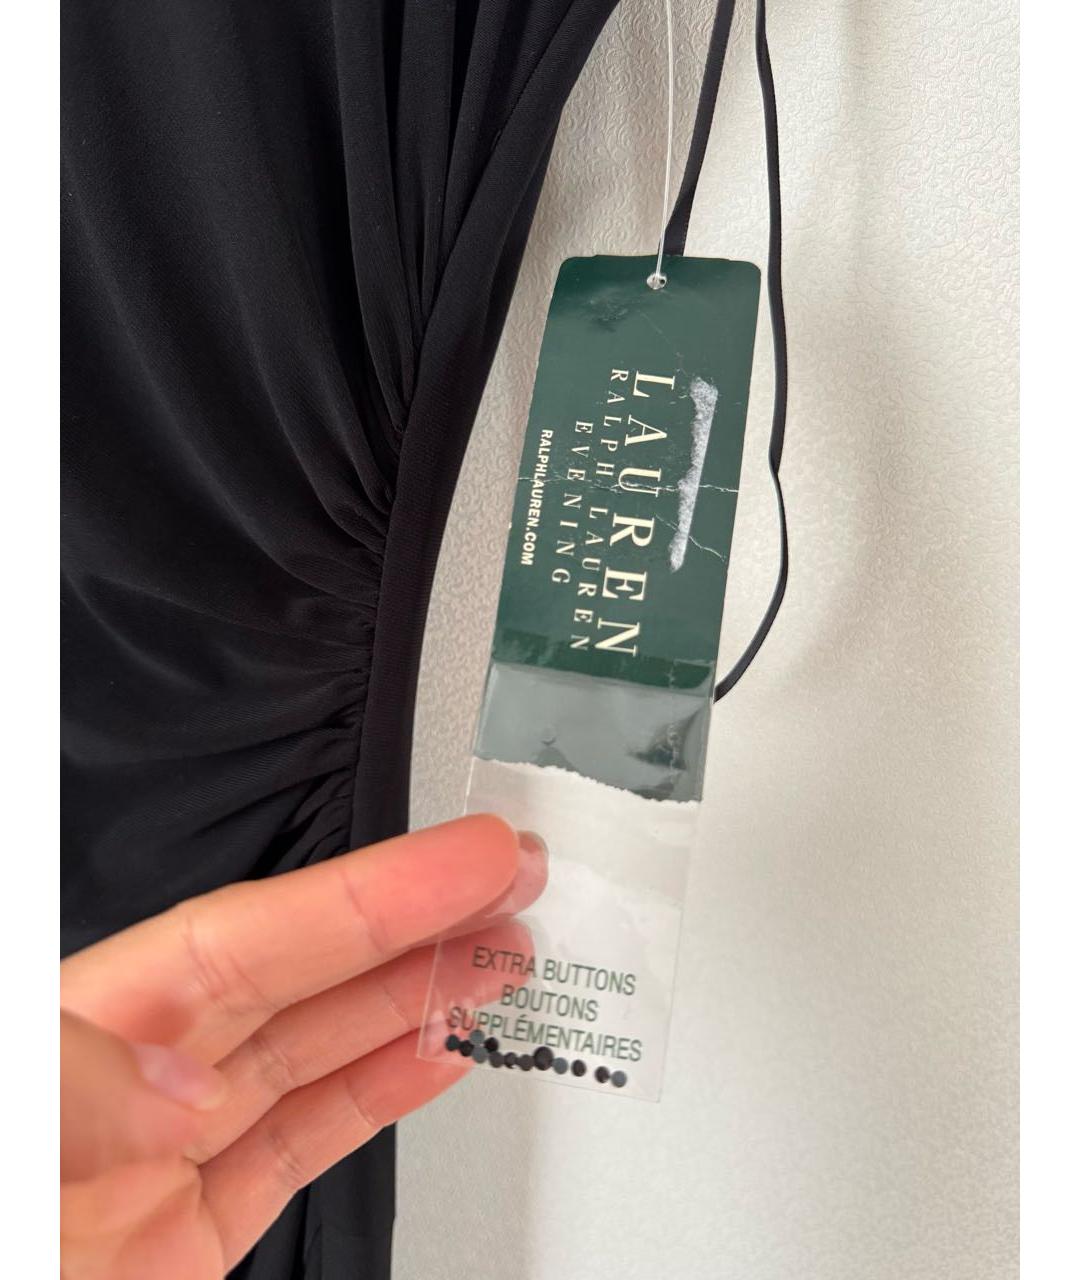 LAUREN
RALPH LAUREN
EVENING
RALPHLAUREN.COM
EXTRA BUTTONS
BOUTONS
SUPPLÉMENTAIRES